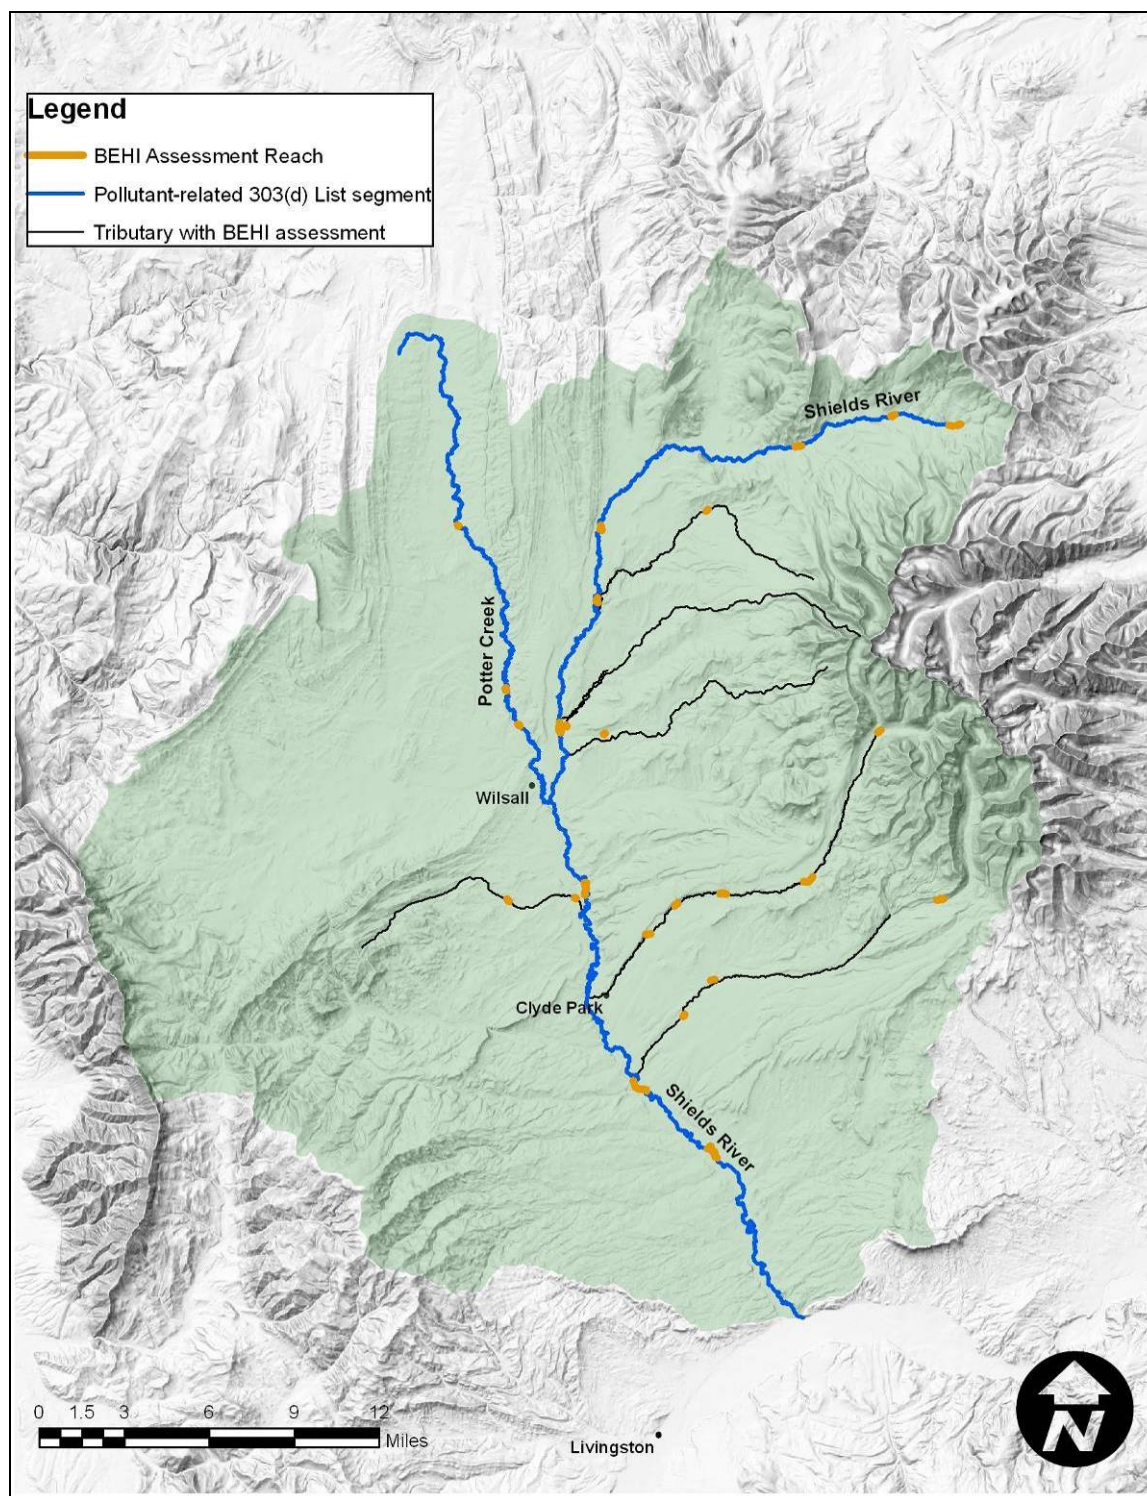 Legend
BEHI Assessment Reach
Pollutant-related 303(d) List segment
Tributary with BEHI assessment
Shields River
Potter Creek
Wilsall
Clyde Park
Shields River
0 1.5 3 6 9 12
Miles
Livingston
N